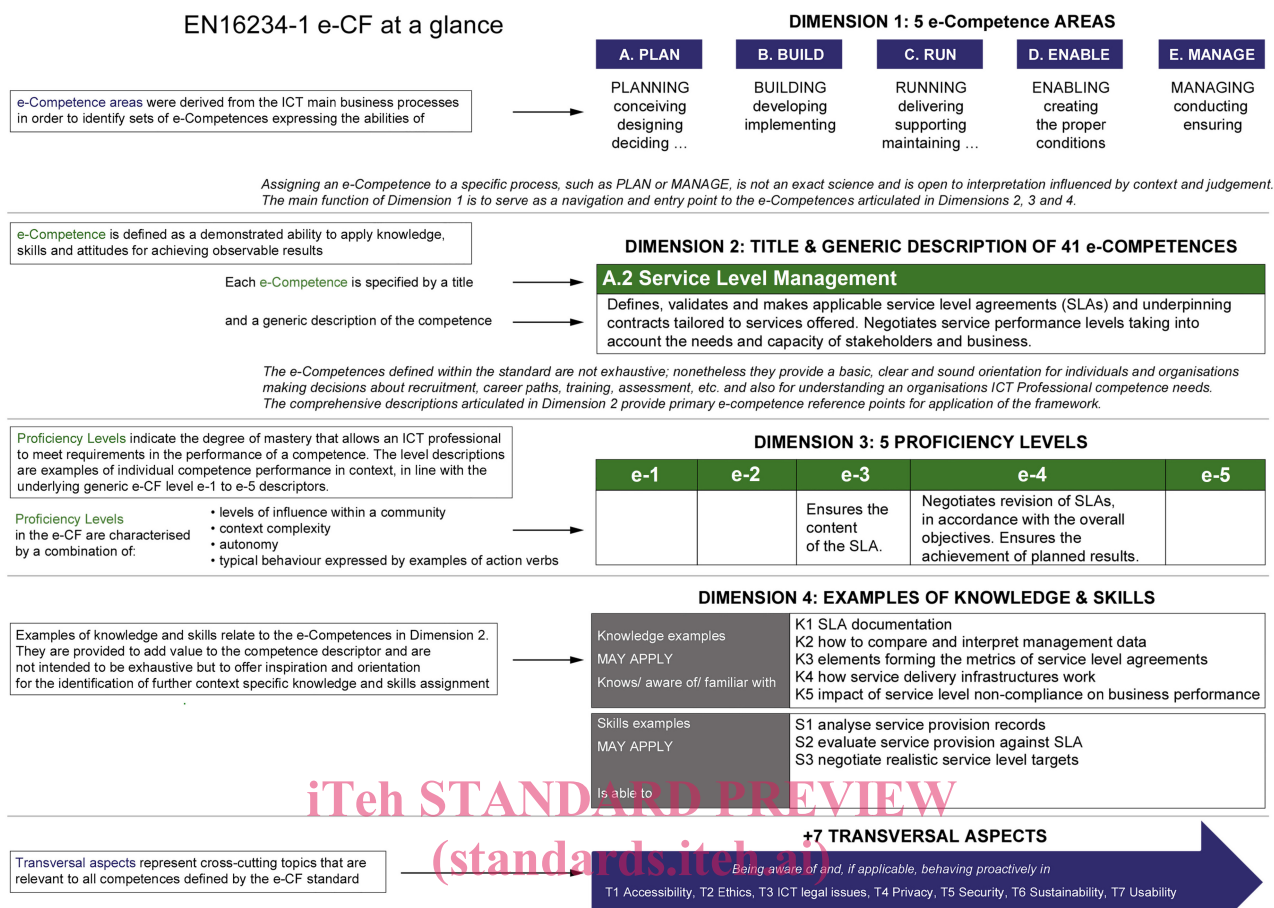 EN16234-1 e-CF at a glance
DIMENSION 1: 5 e-Competence AREAS
A. PLAN
B. BUILD
C. RUN
D. ENABLE
E. MANAGE
e-Competence areas were derived from the ICT main business processes
in order to identify sets of e-Competences expressing the abilities of
PLANNING
conceiving
designing
deciding …
BUILDING
developing
implementing
RUNNING
delivering
supporting
maintaining …
ENABLING
creating
the proper
conditions
MANAGING
conducting
ensuring
Assigning an e-Competence to a specific process, such as PLAN or MANAGE, is not an exact science and is open to interpretation influenced by context and judgement.
The main function of Dimension 1 is to serve as a navigation and entry point to the e-Competences articulated in Dimensions 2, 3 and 4.
e-Competence is defined as a demonstrated ability to apply knowledge,
skills and attitudes for achieving observable results
DIMENSION 2: TITLE & GENERIC DESCRIPTION OF 41 e-COMPETENCES
Each e-Competence is specified by a title
A.2 Service Level Management
and a generic description of the competence
Defines, validates and makes applicable service level agreements (SLAs) and underpinning
contracts tailored to services offered. Negotiates service performance levels taking into
account the needs and capacity of stakeholders and business.
The e-Competences defined within the standard are not exhaustive; nonetheless they provide a basic, clear and sound orientation for individuals and organisations
making decisions about recruitment, career paths, training, assessment, etc. and also for understanding an organisations ICT Professional competence needs.
The comprehensive descriptions articulated in Dimension 2 provide primary e-competence reference points for application of the framework.
Proficiency Levels indicate the degree of mastery that allows an ICT professional
to meet requirements in the performance of a competence. The level descriptions
are examples of individual competence performance in context, in line with the
underlying generic e-CF level e-1 to e-5 descriptors.
Proficiency Levels
in the e-CF are characterised
by a combination of:
• levels of influence within a community
• context complexity
• autonomy
• typical behaviour expressed by examples of action verbs
DIMENSION 3: 5 PROFICIENCY LEVELS
e-1
e-2
e-3
e-4
e-5
Ensures the
content
of the SLA.
Negotiates revision of SLAs,
in accordance with the overall
objectives. Ensures the
achievement of planned results.
DIMENSION 4: EXAMPLES OF KNOWLEDGE & SKILLS
Examples of knowledge and skills relate to the e-Competences in Dimension 2.
They are provided to add value to the competence descriptor and are
not intended to be exhaustive but to offer inspiration and orientation
for the identification of further context specific knowledge and skills assignment
Knowledge examples
MAY APPLY
Knows/ aware of/ familiar with
K1 SLA documentation
K2 how to compare and interpret management data
K3 elements forming the metrics of service level agreements
K4 how service delivery infrastructures work
K5 impact of service level non-compliance on business performance
Skills examples
MAY APPLY
Is able to
S1 analyse service provision records
S2 evaluate service provision against SLA
S3 negotiate realistic service level targets
iTeh STANDARD PREVIEW
(standards.iteh.ai)
+7 TRANSVERSAL ASPECTS
Transversal aspects represent cross-cutting topics that are
relevant to all competences defined by the e-CF standard
Being aware of and, if applicable, behaving proactively in
T1 Accessibility, T2 Ethics, T3 ICT legal issues, T4 Privacy, T5 Security, T6 Sustainability, T7 Usability